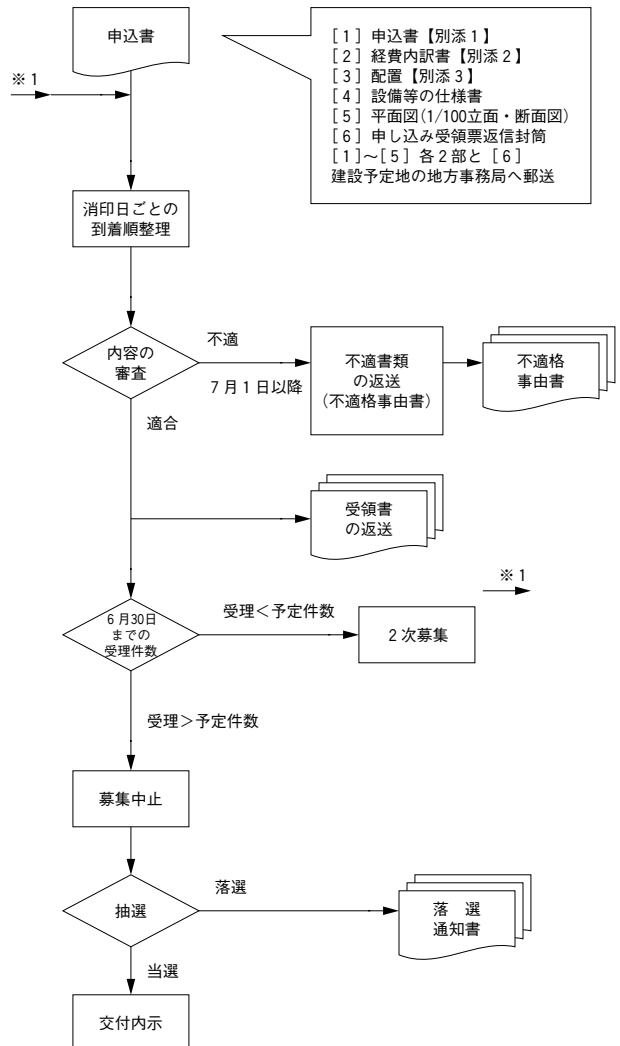 申込書
※１
［1］申込書【別添１】
［2］経費内訳書【別添２】
［3］配置【別添３】
［4］設備等の仕様書
［5］平面図(1/100立面・断面図)
［6］申し込み受領票返信封筒
［1］～［5］各２部と［6］
建設予定地の地方事務局へ郵送
消印日ごとの
到着順整理
内容の
審査
不適
７月１日以降
不適書類
の返送
(不適格事由書)
不適格
事由書
適合
受領書
の返送
※１
６月30日
までの
受理件数
受理＜予定件数
２次募集
受理＞予定件数
募集中止
抽選
落選
落　選
通知書
当選
交付内示